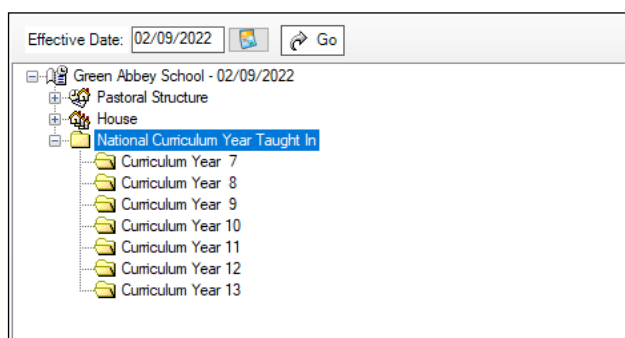 Effective Date: 02/09/2022 Go
Green Abbey School - 02/09/2022
Pastoral Structure
House
National Curriculum Year Taught In
Curriculum Year 7
Curriculum Year 8
Curriculum Year 9
Curriculum Year 10
Curriculum Year 11
Curriculum Year 12
Curriculum Year 13